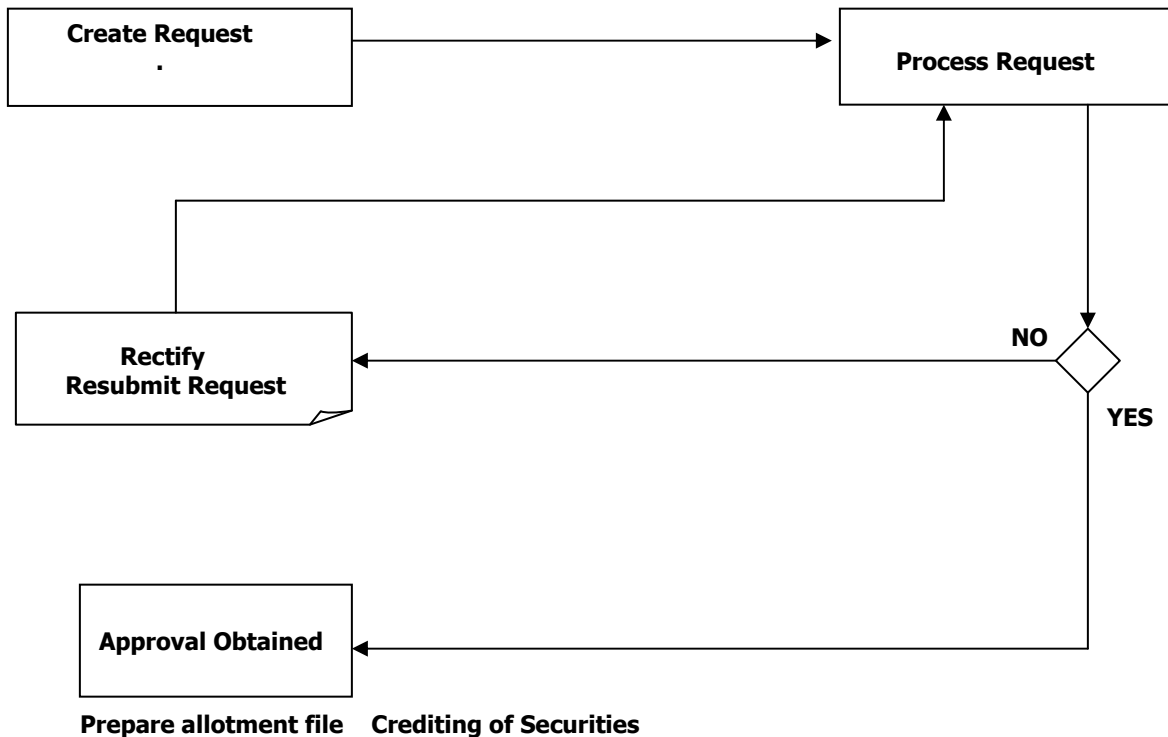 Create Request
.
Process Request
NO
Rectify
Resubmit Request
YES
Approval Obtained
Prepare allotment file Crediting of Securities